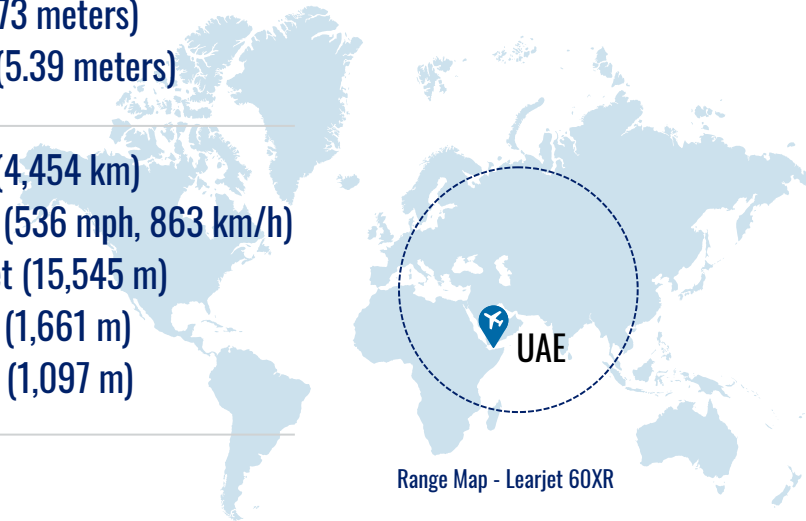 73 meters)
(5.39 meters)
(4,454 km)
(536 mph, 863 km/h)
t (15,545 m)
(1,661 m)
(1,097 m)
UAE
Range Map - Learjet 60XR